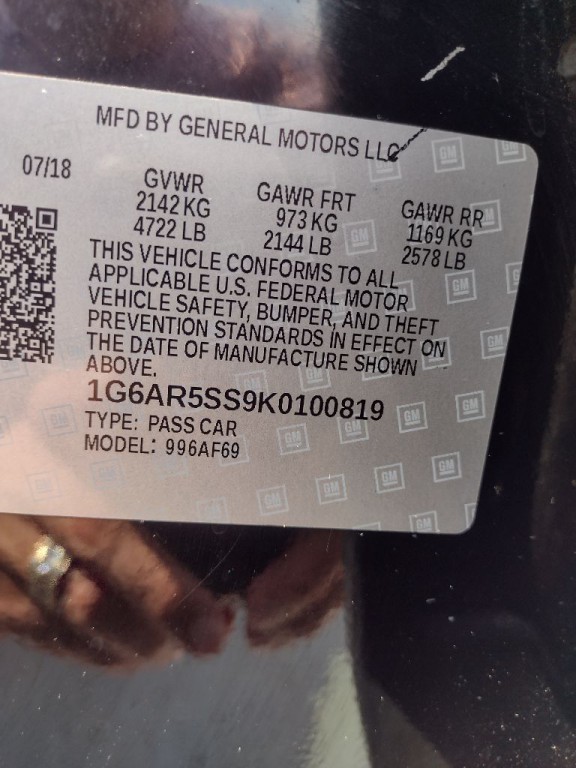 MFD BY GENERAL MOTORS LLC
07/18
GVWR
2142 KG
4722 LB
GAWR FRT
973 KG
2144 LB
GAWR RR
1169 KG
2578 LB
THIS VEHICLE CONFORMS TO ALL
APPLICABLE U.S. FEDERAL MOTOR
VEHICLE SAFETY, BUMPER, AND THEFT
PREVENTION STANDARDS IN EFFECT ON
THE DATE OF MANUFACTURE SHOWN
ABOVE.
1G6AR5SS9K0100819
TYPE: PASS CAR
MODEL: 996AF69